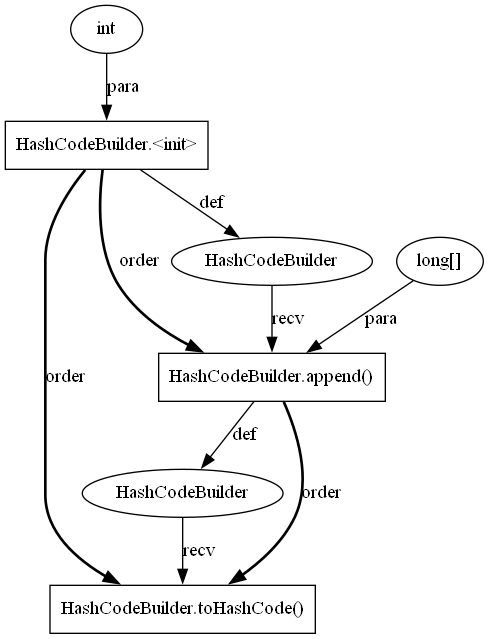 int
para
HashCodeBuilder.<init>
def
order
HashCodeBuilder
long[]
recv
para
order
HashCodeBuilder.append()
def
HashCodeBuilder
order
recv
HashCodeBuilder.toHashCode()